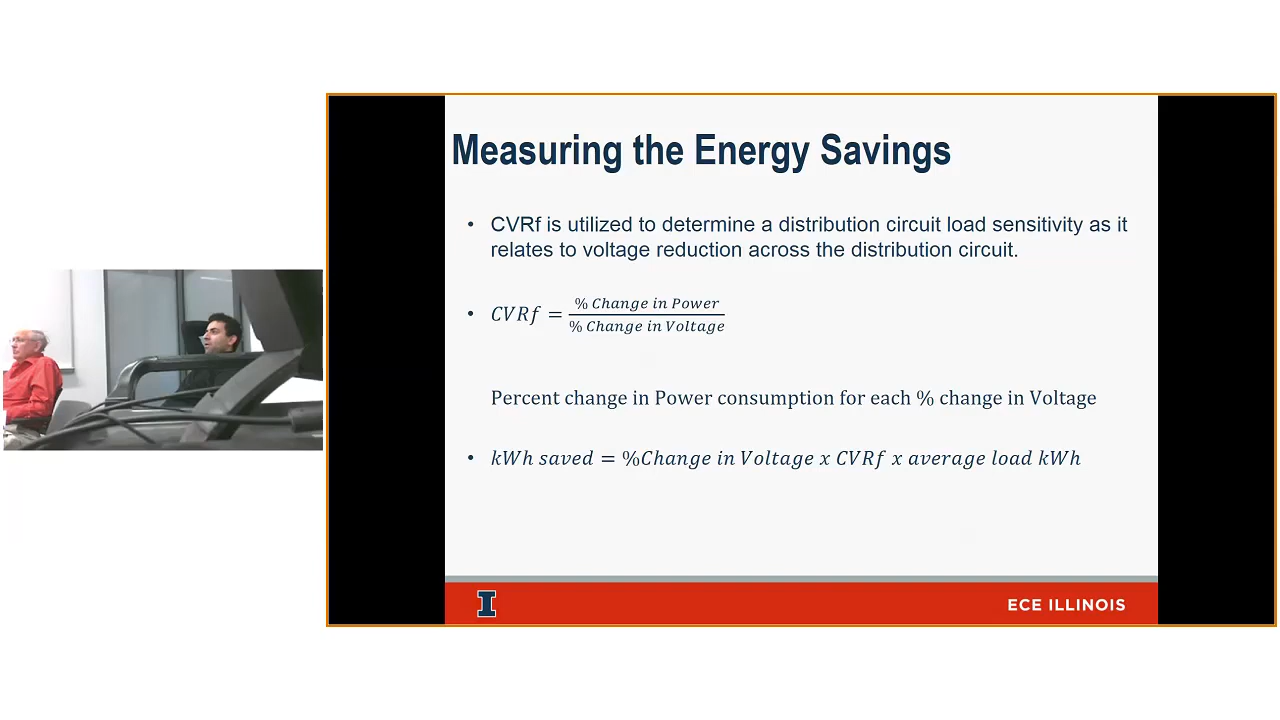 Measuring the Energy Savings
• CVRf is utilized to determine a distribution circuit load sensitivity as it
relates to voltage reduction across the distribution circuit.
• CVRf = % Change in Power / % Change in Voltage
Percent change in Power consumption for each % change in Voltage
• kWh saved = %Change in Voltage x CVRf x average load kWh
I
ECE ILLINOIS